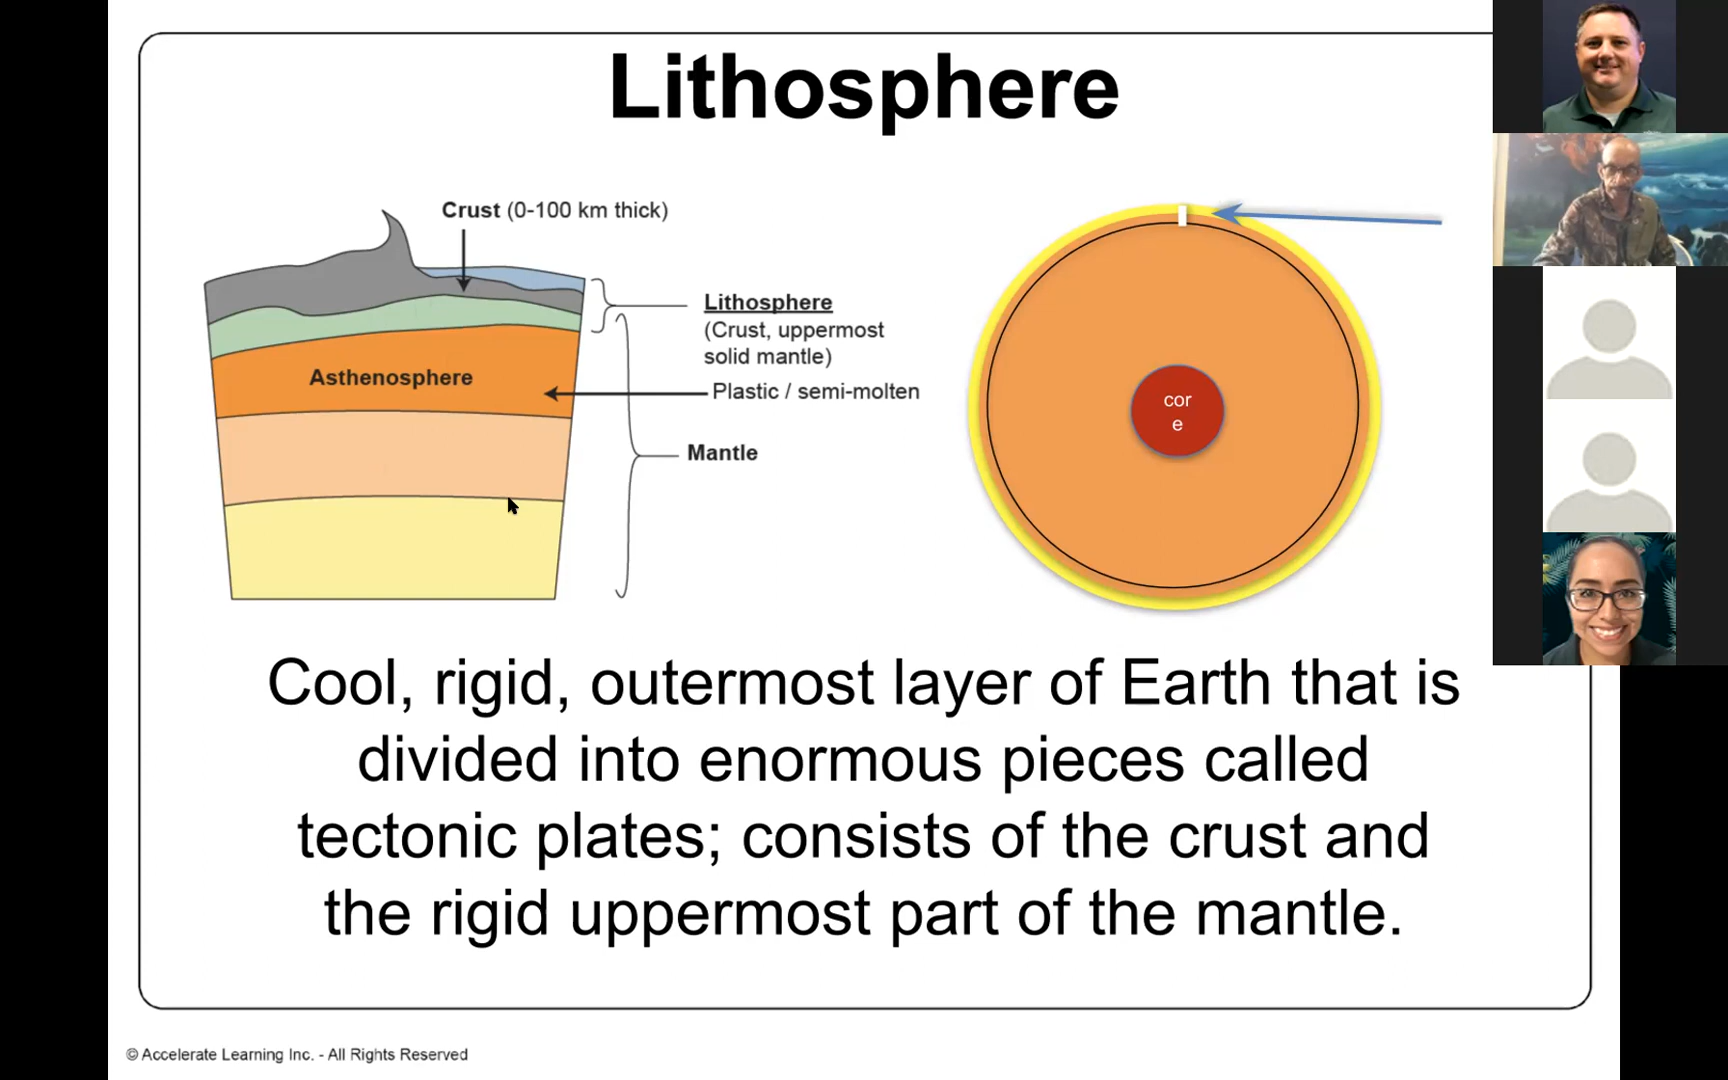 Lithosphere
Crust (0-100 km thick)
Lithosphere
(Crust, uppermost
solid mantle)
Asthenosphere
Plastic / semi-molten
Mantle
cor
e
Cool, rigid, outermost layer of Earth that is
divided into enormous pieces called
tectonic plates; consists of the crust and
the rigid uppermost part of the mantle.
© Accelerate Learning Inc. - All Rights Reserved